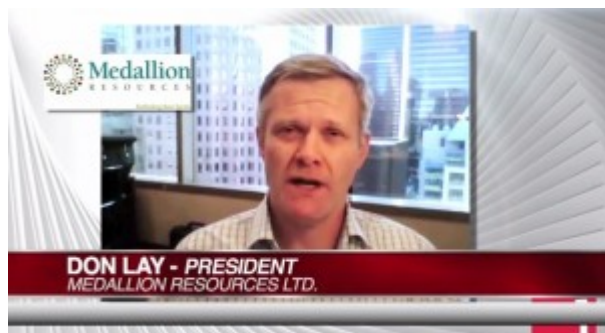 Medallion
RESOURCES
DON LAY - PRESIDENT
MEDALLION RESOURCES LTD.